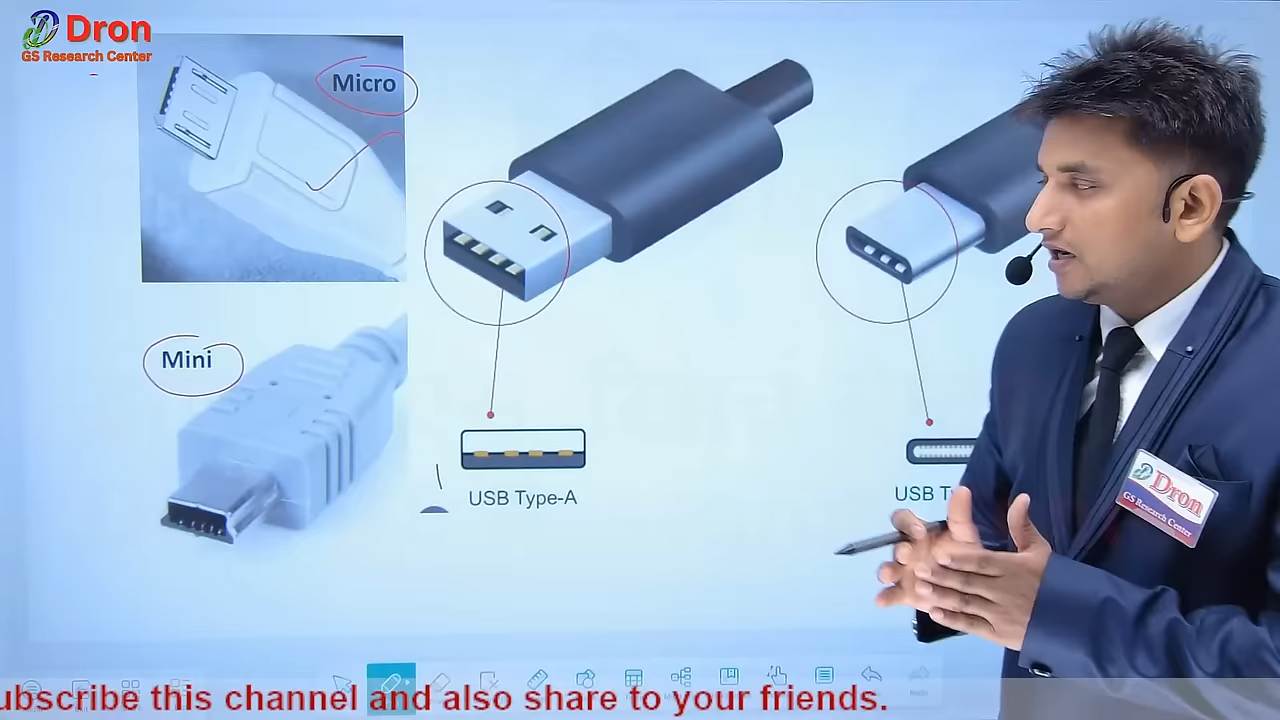 Dron
GS Research Center
Micro
Mini
USB Type-A
USB
Dron
GS Research Center
ubscribe this channel and also share to your friends.